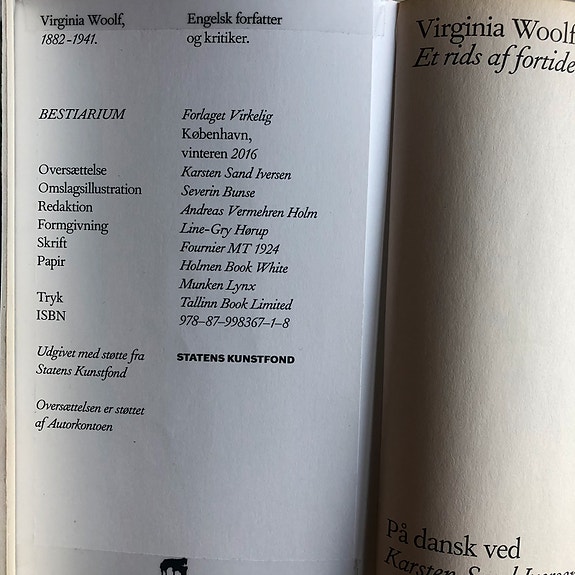 Virginia Woolf, Engelsk forfatter
1882-1941. og kritiker.
BESTIARIUM Forlaget Virkelig
København,
vinteren 2016
Oversættelse Karsten Sand Iversen
Omslagsillustration Severin Bunse
Redaktion Andreas Vermehren Holm
Formgivning Line-Gry Hørup
Skrift Fournier MT 1924
Papir Holmen Book White
Munken Lynx
Tryk Tallinn Book Limited
ISBN 978–87–998367–1–8
Udgivet med støtte fra STATENS KUNSTFOND
Statens Kunstfond
Oversættelsen er støttet
af Autorkontoen
Virginia Woolf
Et rids af fortide
På dansk ved
Karsten Sand